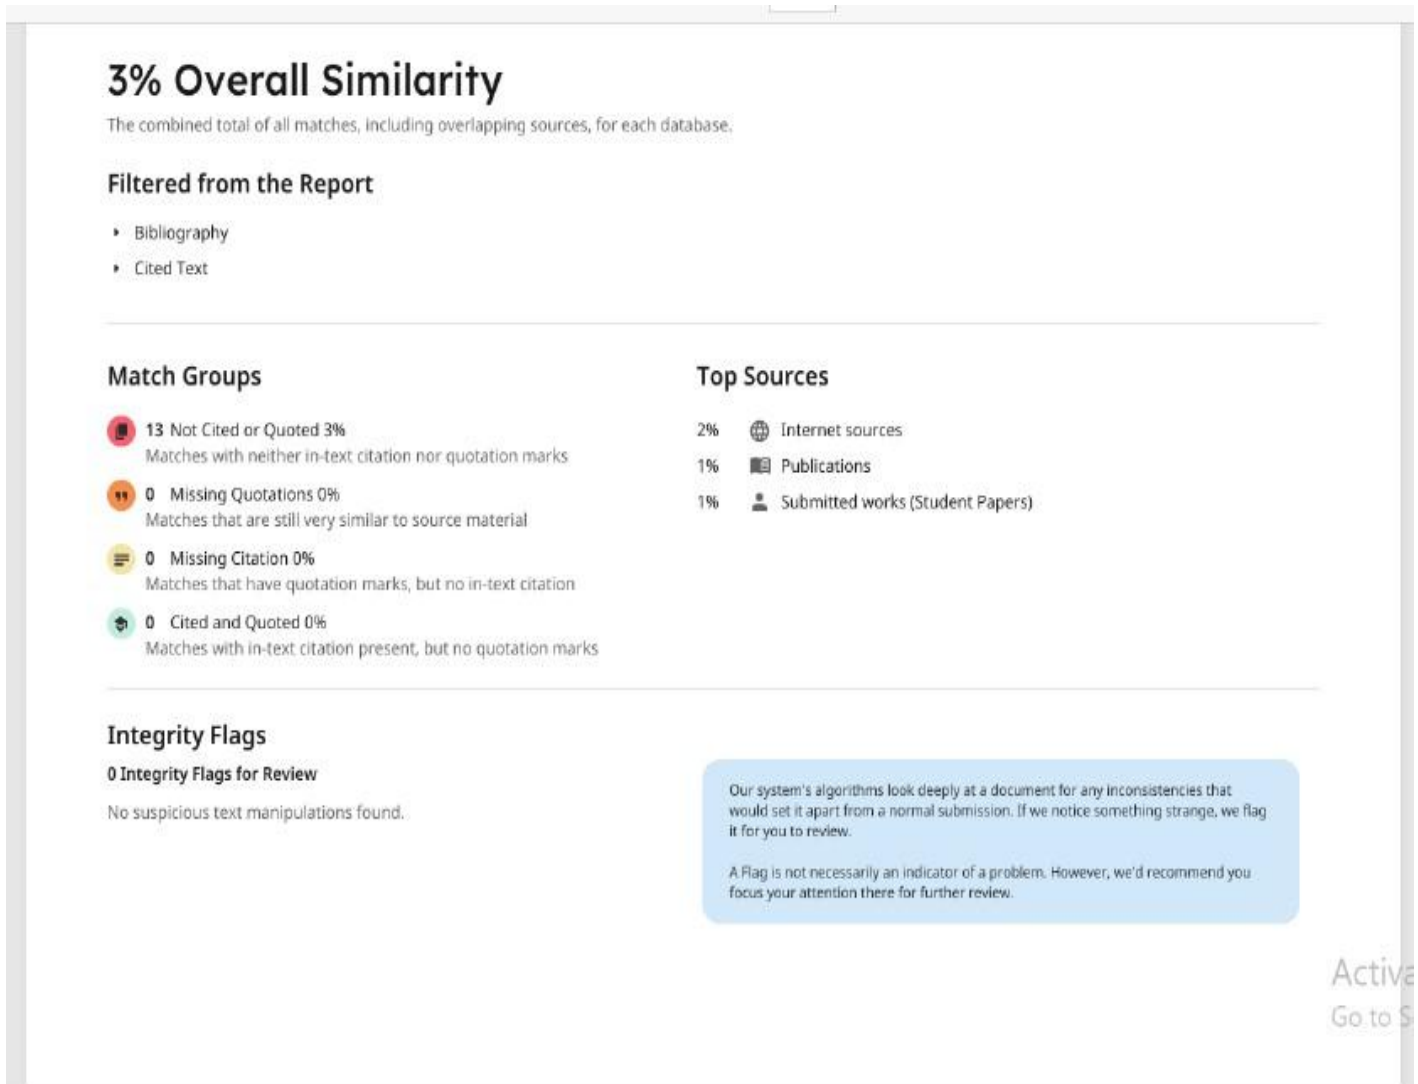 3% Overall Similarity
The combined total of all matches, including overlapping sources, for each database.
Filtered from the Report
Bibliography
Cited Text
Match Groups
13 Not Cited or Quoted 3%
Matches with neither in-text citation nor quotation marks
0 Missing Quotations 0%
Matches that are still very similar to source material
0 Missing Citation 0%
Matches that have quotation marks, but no in-text citation
0 Cited and Quoted 0%
Matches with in-text citation present, but no quotation marks
Top Sources
2% Internet sources
1% Publications
1% Submitted works (Student Papers)
Integrity Flags
0 Integrity Flags for Review
No suspicious text manipulations found.
Our system's algorithms look deeply at a document for any inconsistencies that
would set it apart from a normal submission. If we notice something strange, we flag
it for you to review.
A Flag is not necessarily an indicator of a problem. However, we'd recommend you
focus your attention there for further review.
Activa
Go to S